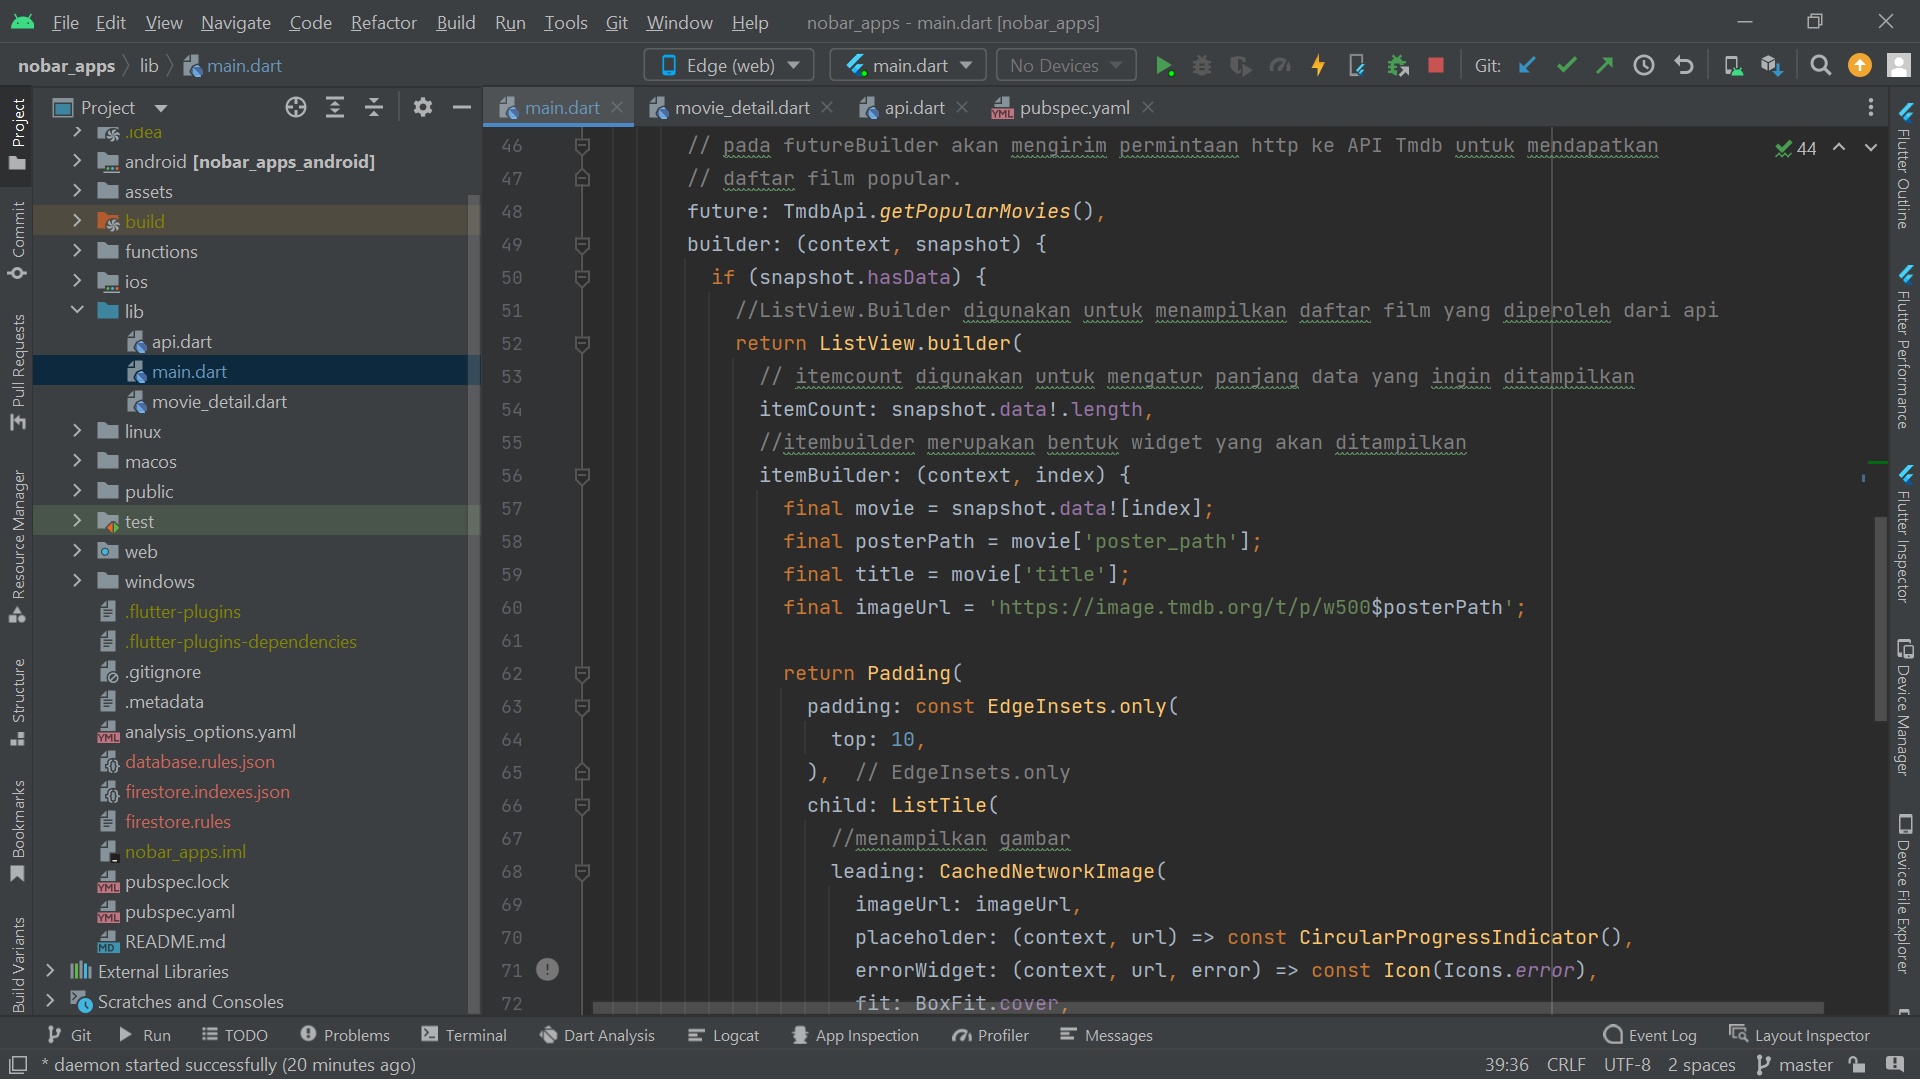 File Edit View Navigate Code Refactor Build Run Tools Git Window Help nobar_apps - main.dart [nobar_apps]
nobar_apps lib main.dart Edge (web) main.dart No Devices Git:
Project
main.dart movie_detail.dart api.dart pubspec.yaml
.idea
android [nobar_apps_android]
assets
build
functions
ios
lib
api.dart
main.dart
movie_detail.dart
linux
macos
public
test
web
windows
.flutter-plugins
.flutter-plugins-dependencies
.gitignore
.metadata
analysis_options.yaml
database.rules.json
firestore.indexes.json
firestore.rules
nobar_apps.iml
pubspec.lock
pubspec.yaml
README.md
External Libraries
Scratches and Consoles
Project
Commit
Pull Requests
Resource Manager
Structure
Bookmarks
Build Variants
44
46 // pada futureBuilder akan mengirim permintaan http ke API Tmdb untuk mendapatkan
47 // daftar film popular.
48 future: TmdbApi.getPopularMovies(),
49 builder: (context, snapshot) {
50 if (snapshot.hasData) {
51 //ListView.Builder digunakan untuk menampilkan daftar film yang diperoleh dari api
52 return ListView.builder(
53 // itemcount digunakan untuk mengatur panjang data yang ingin ditampilkan
54 itemCount: snapshot.data!.length,
55 //itembuilder merupakan bentuk widget yang akan ditampilkan
56 itemBuilder: (context, index) {
57 final movie = snapshot.data![index];
58 final posterPath = movie['poster_path'];
59 final title = movie['title'];
60 final imageUrl = 'https://image.tmdb.org/t/p/w500$posterPath';
61
62 return Padding(
63 padding: const EdgeInsets.only(
64 top: 10,
65 ), // EdgeInsets.only
66 child: ListTile(
67 //menampilkan gambar
68 leading: CachedNetworkImage(
69 imageUrl: imageUrl,
70 placeholder: (context, url) => const CircularProgressIndicator(),
71 errorWidget: (context, url, error) => const Icon(Icons.error),
72 fit: BoxFit.cover,
Flutter Outline
Flutter Performance
Flutter Inspector
Device Manager
Device File Explorer
Git Run TODO Problems Terminal Dart Analysis Logcat App Inspection Profiler Messages Event Log Layout Inspector
* daemon started successfully (20 minutes ago) 39:36 CRLF UTF-8 2 spaces master